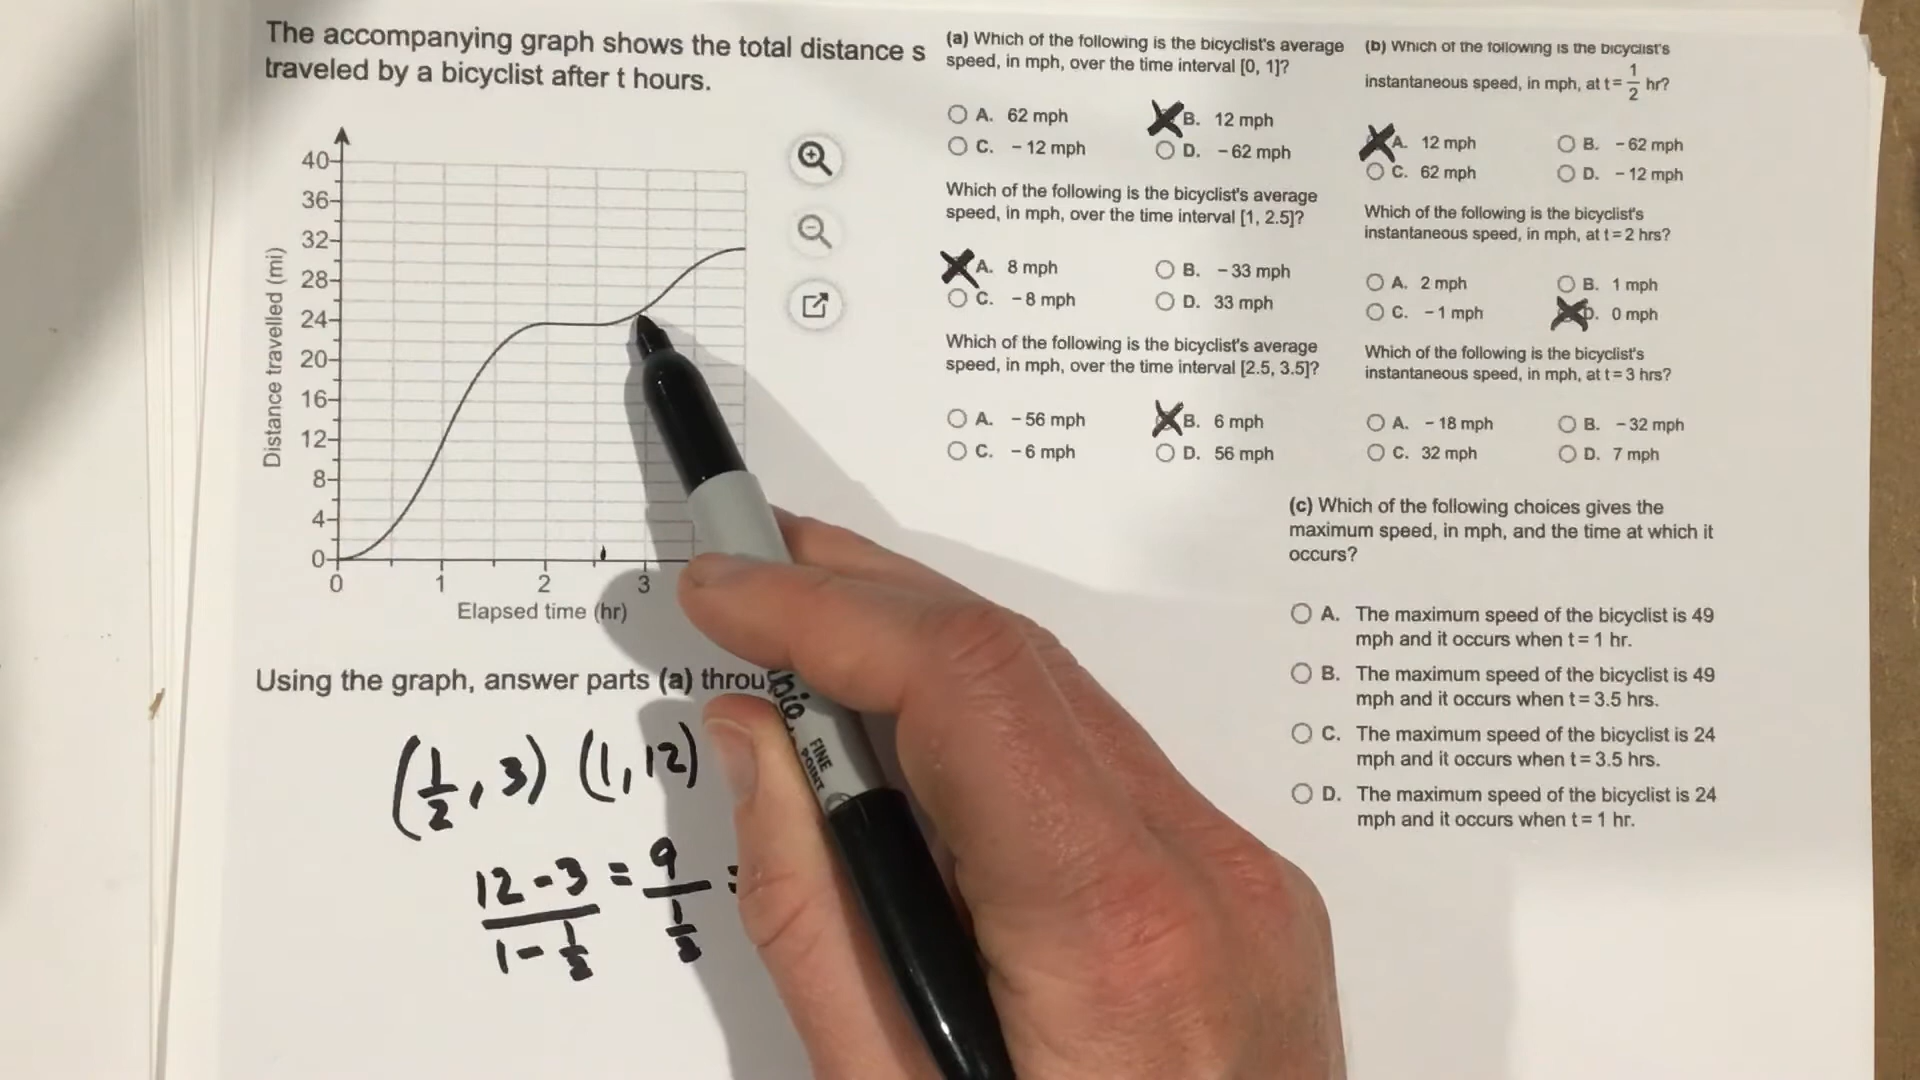 The accompanying graph shows the total distance s
traveled by a bicyclist after t hours.
40
36
32
28
24
20
16
12
8
4
0
Distance travelled (mi)
0 1 2 3
Elapsed time (hr)
Using the graph, answer parts (a) throu
(1/2, 3) (1, 12)
12-3 = 9 =
1-1/2 1/2
FINE
POINT
(a) Which of the following is the bicyclist's average
speed, in mph, over the time interval [0, 1]?
A. 62 mph B. 12 mph
C. - 12 mph D. - 62 mph
Which of the following is the bicyclist's average
speed, in mph, over the time interval [1, 2.5]?
A. 8 mph B. - 33 mph
C. - 8 mph D. 33 mph
Which of the following is the bicyclist's average
speed, in mph, over the time interval [2.5, 3.5]?
A. - 56 mph B. 6 mph
C. - 6 mph D. 56 mph
(b) Which of the following is the bicyclist's
instantaneous speed, in mph, at t = 1/2 hr?
A. 12 mph B. - 62 mph
C. 62 mph D. - 12 mph
Which of the following is the bicyclist's
instantaneous speed, in mph, at t = 2 hrs?
A. 2 mph B. 1 mph
C. - 1 mph D. 0 mph
Which of the following is the bicyclist's
instantaneous speed, in mph, at t = 3 hrs?
A. - 18 mph B. - 32 mph
C. 32 mph D. 7 mph
(c) Which of the following choices gives the
maximum speed, in mph, and the time at which it
occurs?
A. The maximum speed of the bicyclist is 49
mph and it occurs when t = 1 hr.
B. The maximum speed of the bicyclist is 49
mph and it occurs when t = 3.5 hrs.
C. The maximum speed of the bicyclist is 24
mph and it occurs when t = 3.5 hrs.
D. The maximum speed of the bicyclist is 24
mph and it occurs when t = 1 hr.